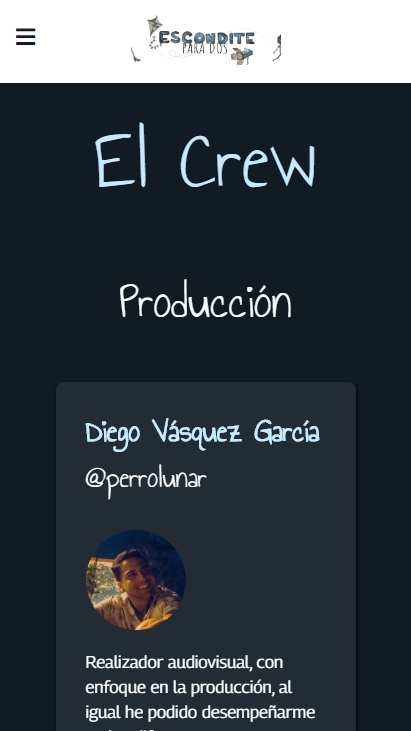 ESCONDITE
PARA DOS
El Crew
Producción
Diego Vásquez García
@perrolunar
Realizador audiovisual, con
enfoque en la producción, al
igual he podido desempeñarme